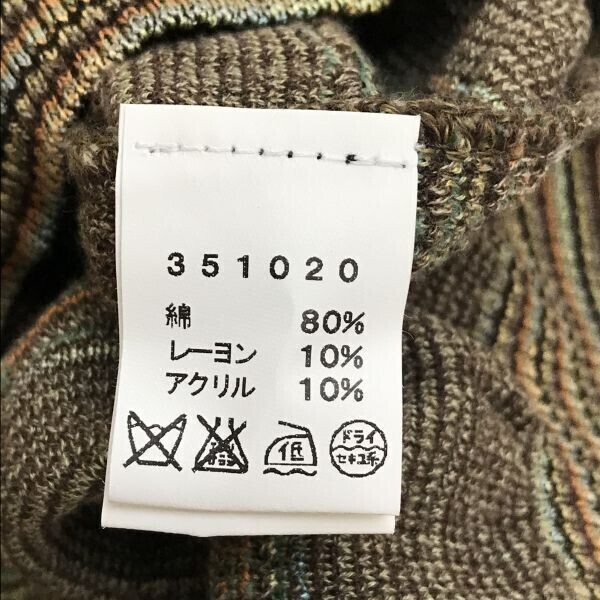 351020
綿 80%
レーヨン 10%
アクリル 10%
低 ドライ
セキユ系